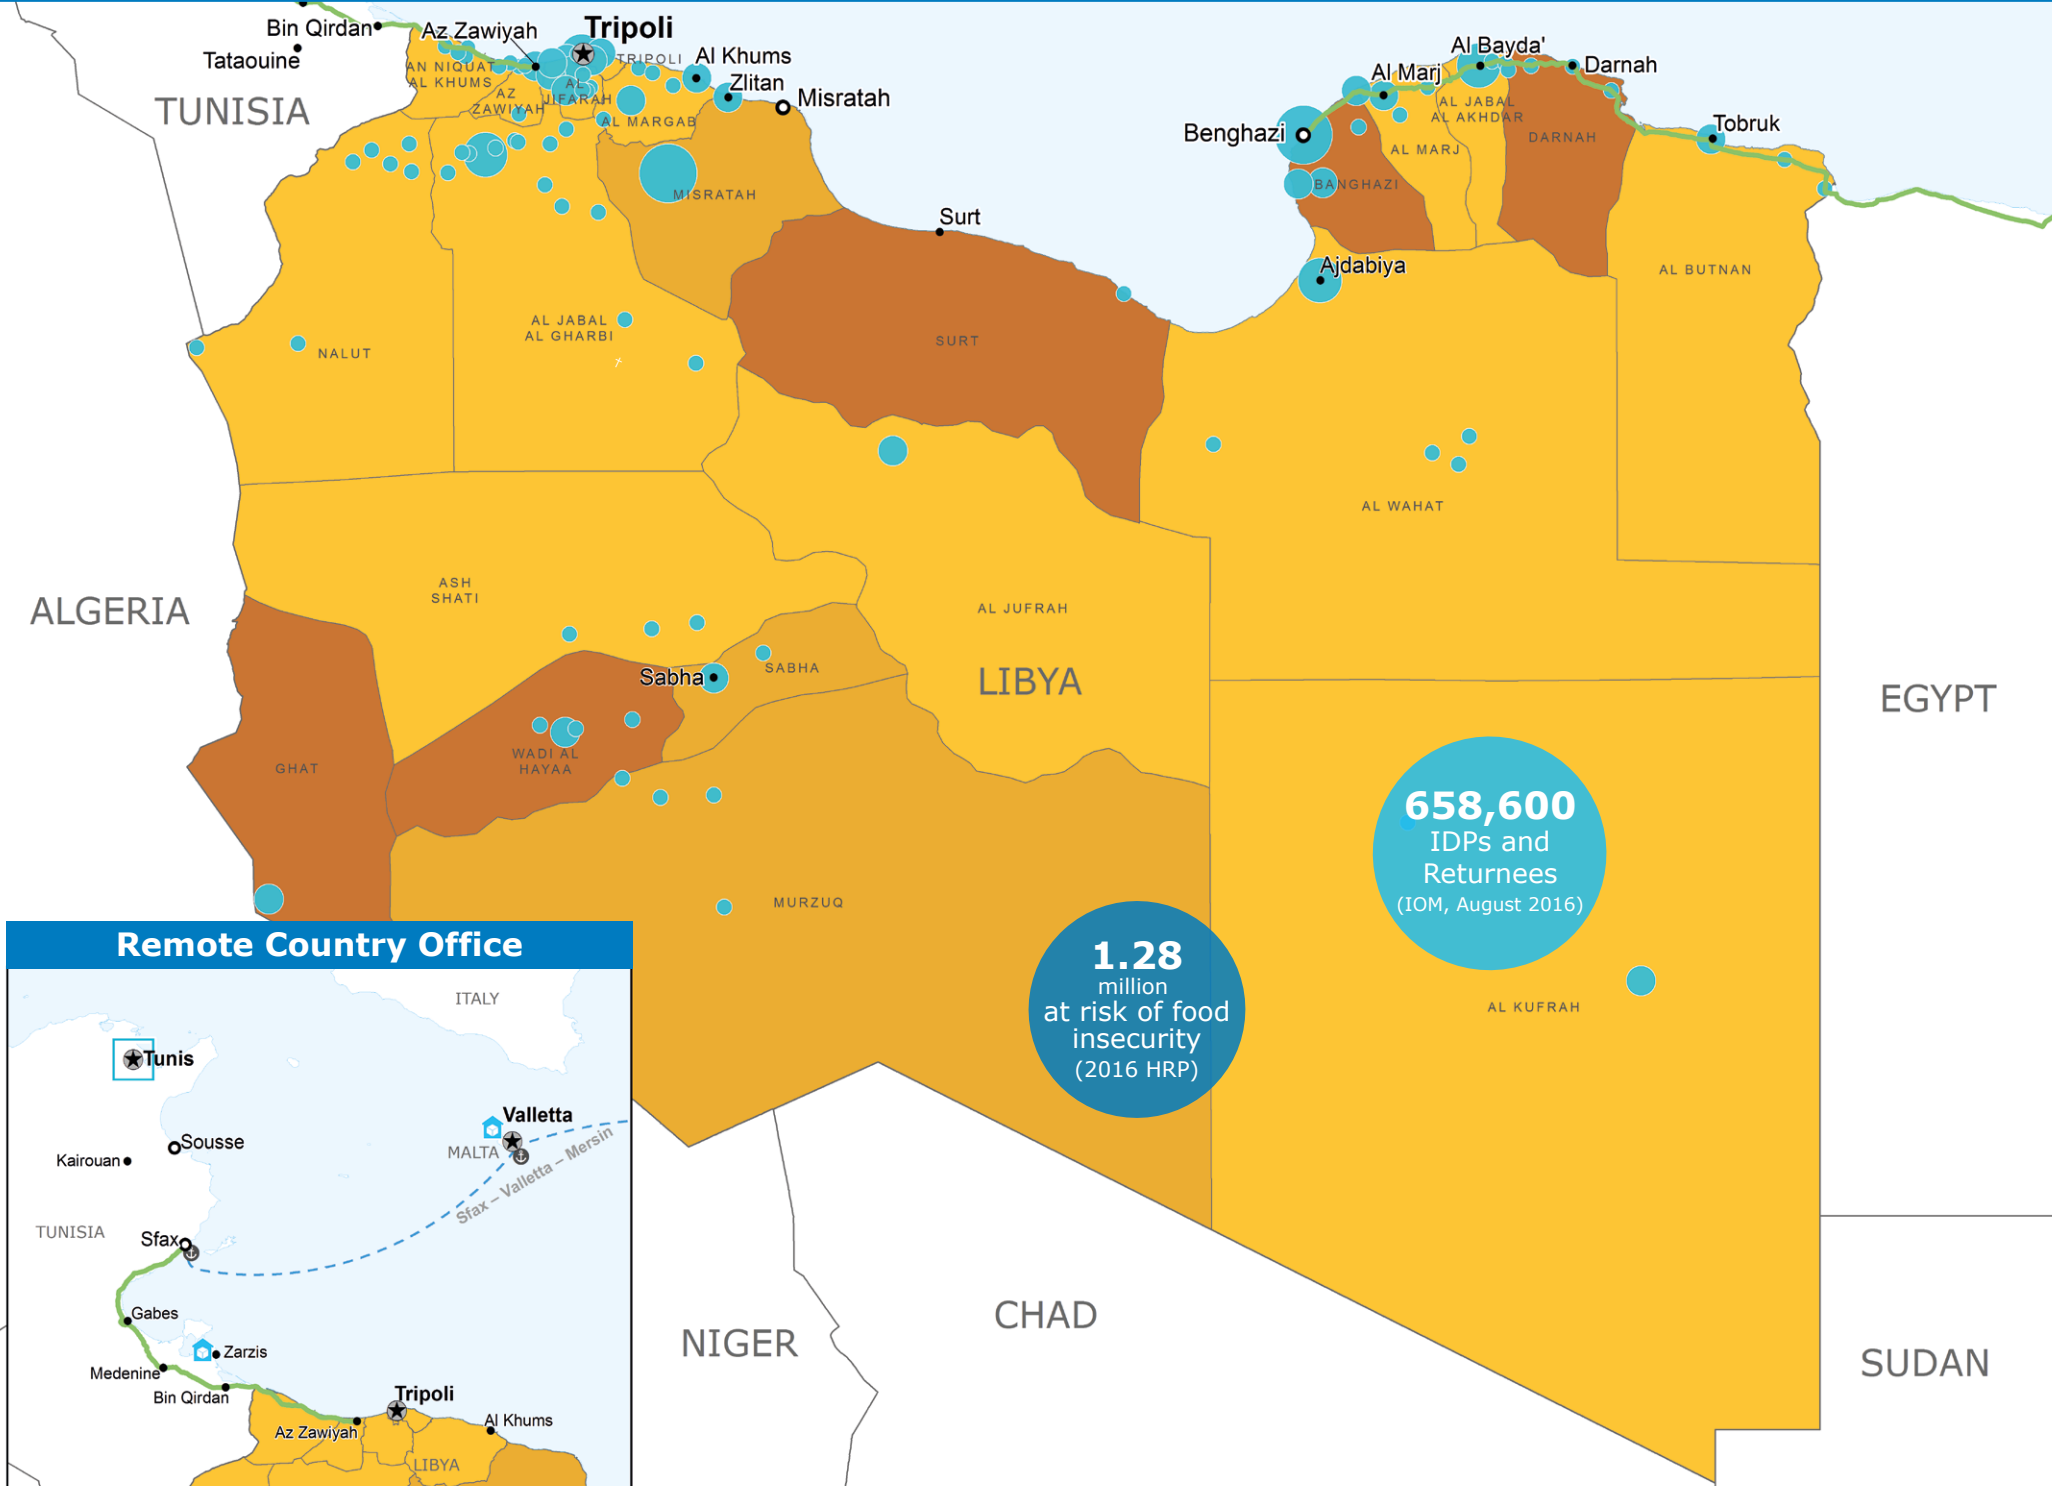 Bin Qirdan
Tataouine
TUNISIA
Az Zawiyah
Tripoli
TRIPOLI
Al Khums
Zlitan
Misratah
AN NIQUAT
AL KHUMS
AZ
ZAWIYAH
AL
JIFARAH
AL MARGAB
MISRATAH
Surt
Al Bayda'
Darnah
Al Marj
AL JABAL
AL AKHDAR
Benghazi
DARNAH
Tobruk
AL MARJ
BANGHAZI
Ajdabiya
AL BUTNAN
NALUT
AL JABAL
AL GHARBI
SURT
AL WAHAT
ALGERIA
ASH
SHATI
AL JUFRAH
LIBYA
Sabha
SABHA
EGYPT
GHAT
WADI AL
HAYAA
MURZUQ
658,600
IDPs and
Returnees
(IOM, August 2016)
1.28
million
at risk of food
insecurity
(2016 HRP)
AL KUFRAH
NIGER
CHAD
SUDAN
Remote Country Office
ITALY
Tunis
Valletta
MALTA
Sousse
Kairouan
Sfax – Valletta – Mersin
TUNISIA
Sfax
Gabes
Zarzis
Medenine
Bin Qirdan
Tripoli
Az Zawiyah
Al Khums
LIBYA